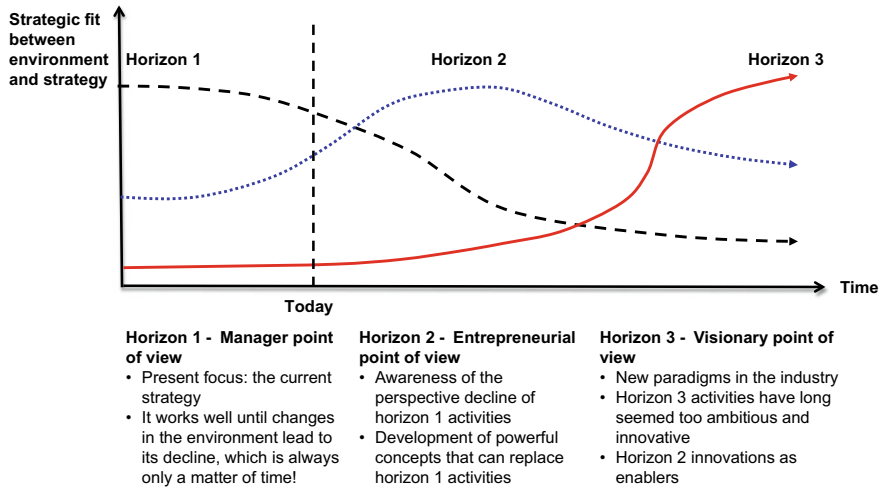 Strategic fit
between
environment
and strategy
Horizon 1
Horizon 2
Horizon 3
Time
Today
Horizon 1 - Manager point
of view
• Present focus: the current
strategy
• It works well until changes
in the environment lead to
its decline, which is always
only a matter of time!
Horizon 2 - Entrepreneurial
point of view
• Awareness of the
perspective decline of
horizon 1 activities
• Development of powerful
concepts that can replace
horizon 1 activities
Horizon 3 - Visionary point of
view
• New paradigms in the industry
• Horizon 3 activities have long
seemed too ambitious and
innovative
• Horizon 2 innovations as
enablers